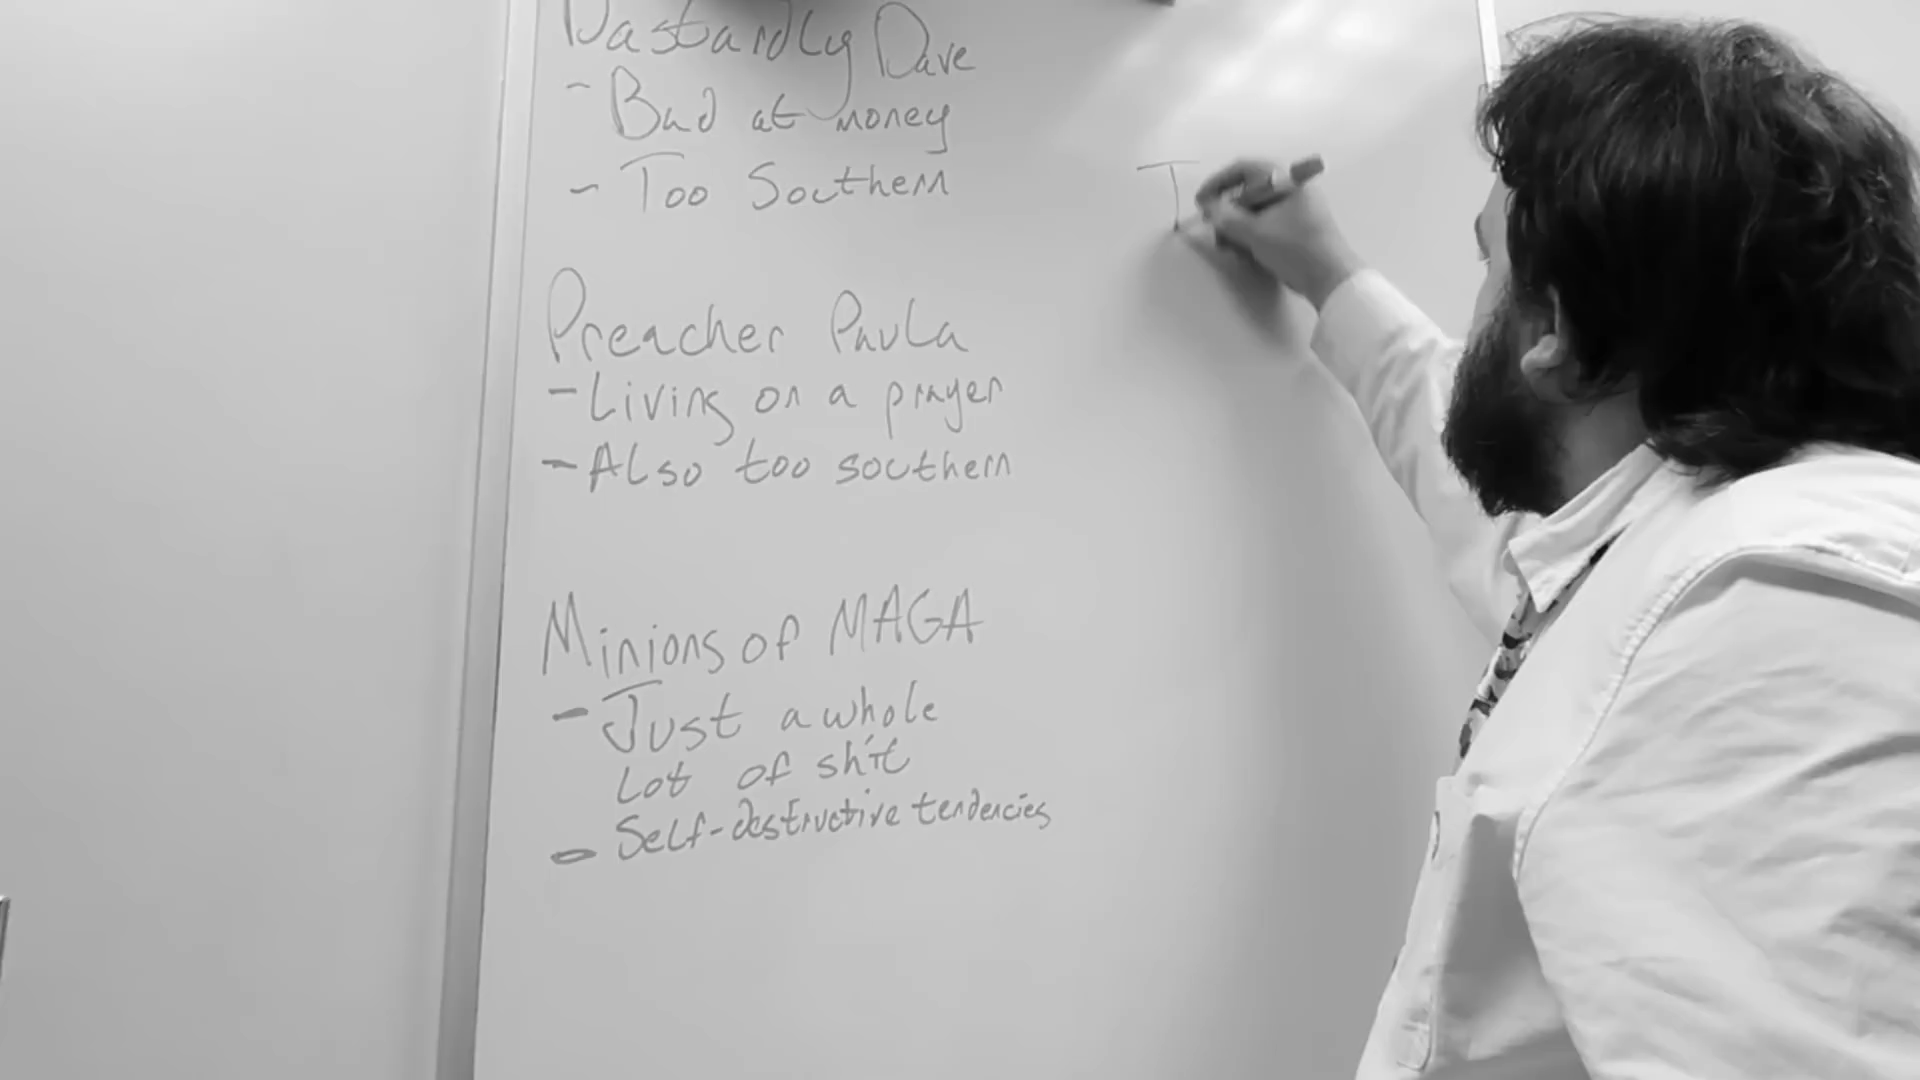 Dastardly Dave
- Bad at money
- Too Southern
Preacher Paula
- Living on a prayer
- Also too southern
Minions of MAGA
- Just a whole
Lot of shit
- Self-destructive tendencies
T